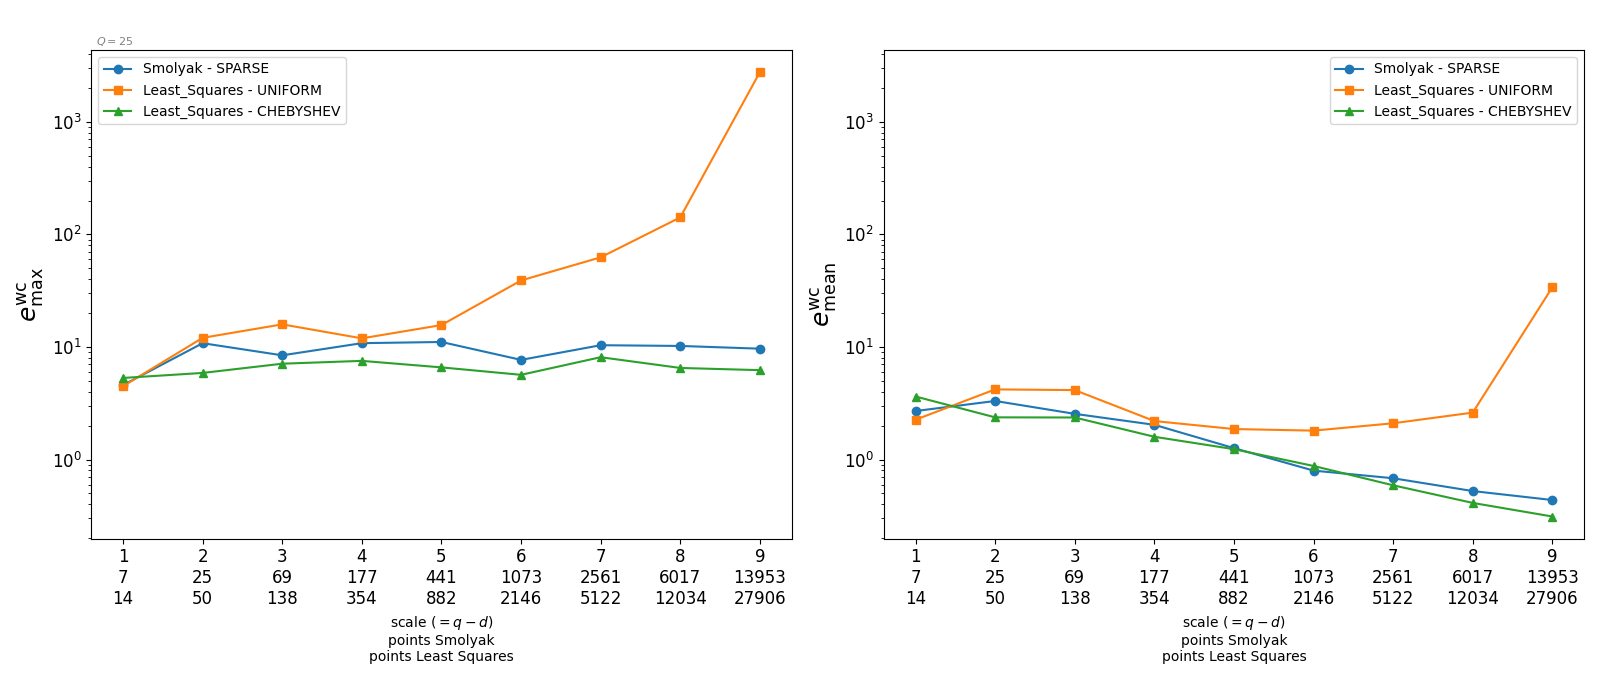 Q = 25
Smolyak - SPARSE
Least_Squares - UNIFORM
Least_Squares - CHEBYSHEV
10³
10²
10¹
10⁰
e^wc_max
1 2 3 4 5 6 7 8 9
7 25 69 177 441 1073 2561 6017 13953
14 50 138 354 882 2146 5122 12034 27906
scale (= q − d)
points Smolyak
points Least Squares
Smolyak - SPARSE
Least_Squares - UNIFORM
Least_Squares - CHEBYSHEV
10³
10²
10¹
10⁰
e^wc_mean
1 2 3 4 5 6 7 8 9
7 25 69 177 441 1073 2561 6017 13953
14 50 138 354 882 2146 5122 12034 27906
scale (= q − d)
points Smolyak
points Least Squares